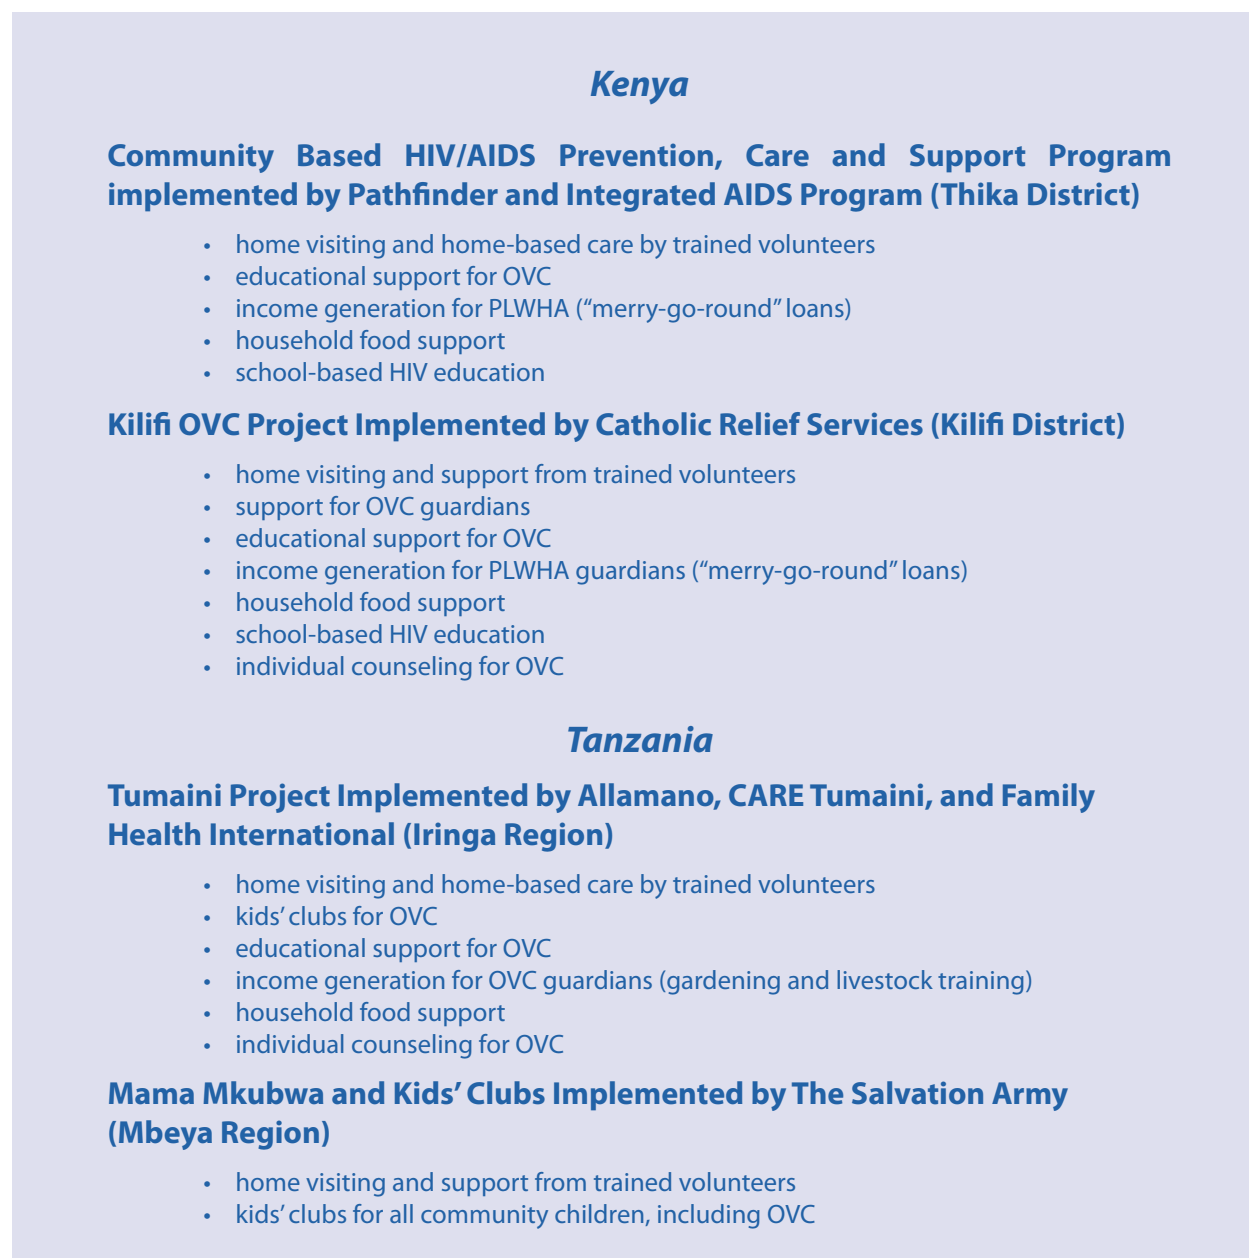 Kenya
Community Based HIV/AIDS Prevention, Care and Support Program
implemented by Pathfinder and Integrated AIDS Program (Thika District)
• home visiting and home-based care by trained volunteers
• educational support for OVC
• income generation for PLWHA (“merry-go-round” loans)
• household food support
• school-based HIV education
Kilifi OVC Project Implemented by Catholic Relief Services (Kilifi District)
• home visiting and support from trained volunteers
• support for OVC guardians
• educational support for OVC
• income generation for PLWHA guardians (“merry-go-round” loans)
• household food support
• school-based HIV education
• individual counseling for OVC
Tanzania
Tumaini Project Implemented by Allamano, CARE Tumaini, and Family
Health International (Iringa Region)
• home visiting and home-based care by trained volunteers
• kids’ clubs for OVC
• educational support for OVC
• income generation for OVC guardians (gardening and livestock training)
• household food support
• individual counseling for OVC
Mama Mkubwa and Kids’ Clubs Implemented by The Salvation Army
(Mbeya Region)
• home visiting and support from trained volunteers
• kids’ clubs for all community children, including OVC